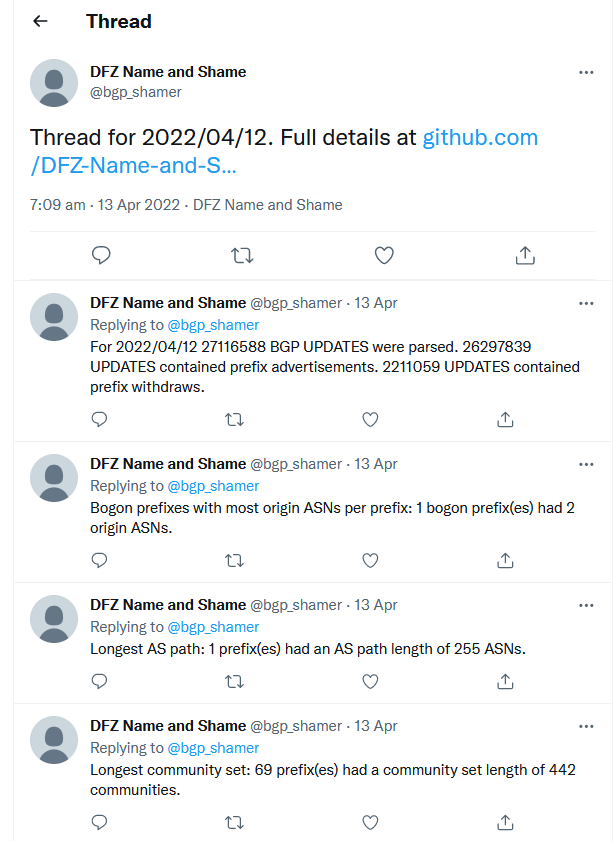 Thread
DFZ Name and Shame
@bgp_shamer
Thread for 2022/04/12. Full details at github.com
/DFZ-Name-and-S...
7:09 am · 13 Apr 2022 · DFZ Name and Shame
DFZ Name and Shame @bgp_shamer · 13 Apr
Replying to @bgp_shamer
For 2022/04/12 27116588 BGP UPDATES were parsed. 26297839
UPDATES contained prefix advertisements. 2211059 UPDATES contained
prefix withdraws.
DFZ Name and Shame @bgp_shamer · 13 Apr
Replying to @bgp_shamer
Bogon prefixes with most origin ASNs per prefix: 1 bogon prefix(es) had 2
origin ASNs.
DFZ Name and Shame @bgp_shamer · 13 Apr
Replying to @bgp_shamer
Longest AS path: 1 prefix(es) had an AS path length of 255 ASNs.
DFZ Name and Shame @bgp_shamer · 13 Apr
Replying to @bgp_shamer
Longest community set: 69 prefix(es) had a community set length of 442
communities.